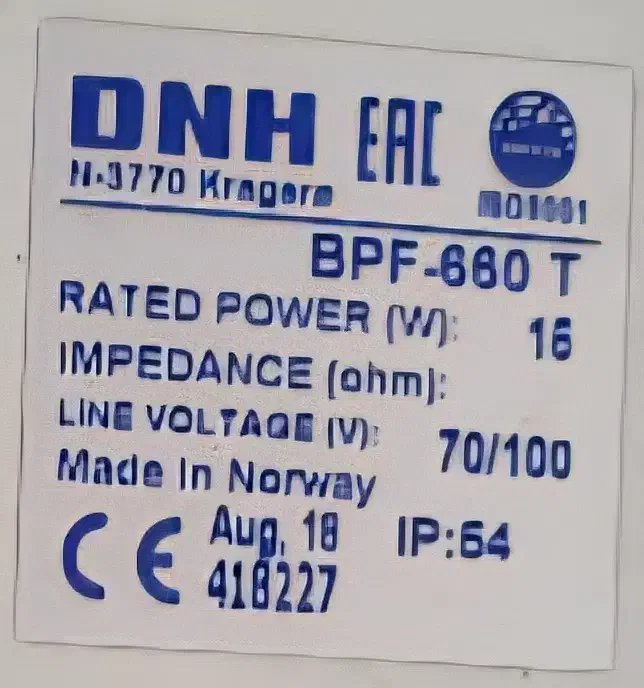 DNH EAC
N-3770 Kragerø
BPF-660 T
RATED POWER (W): 16
IMPEDANCE (ohm):
LINE VOLTAGE (V): 70/100
Made In Norway
CE Aug. 18 IP:64
418227